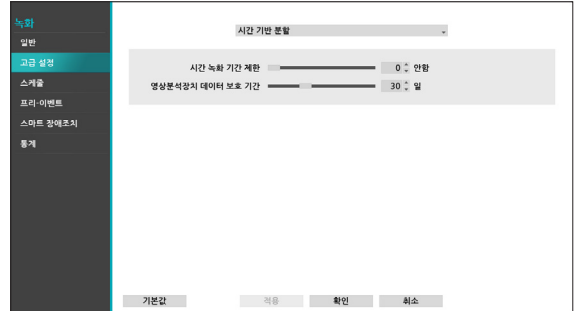 녹화
일반
고급 설정
스케줄
프리-이벤트
스마트 장애조치
통계
시간 기반 분할
시간 녹화 기간 제한 0 안함
영상분석장치 데이터 보호 기간 30 일
기본값 적용 확인 취소